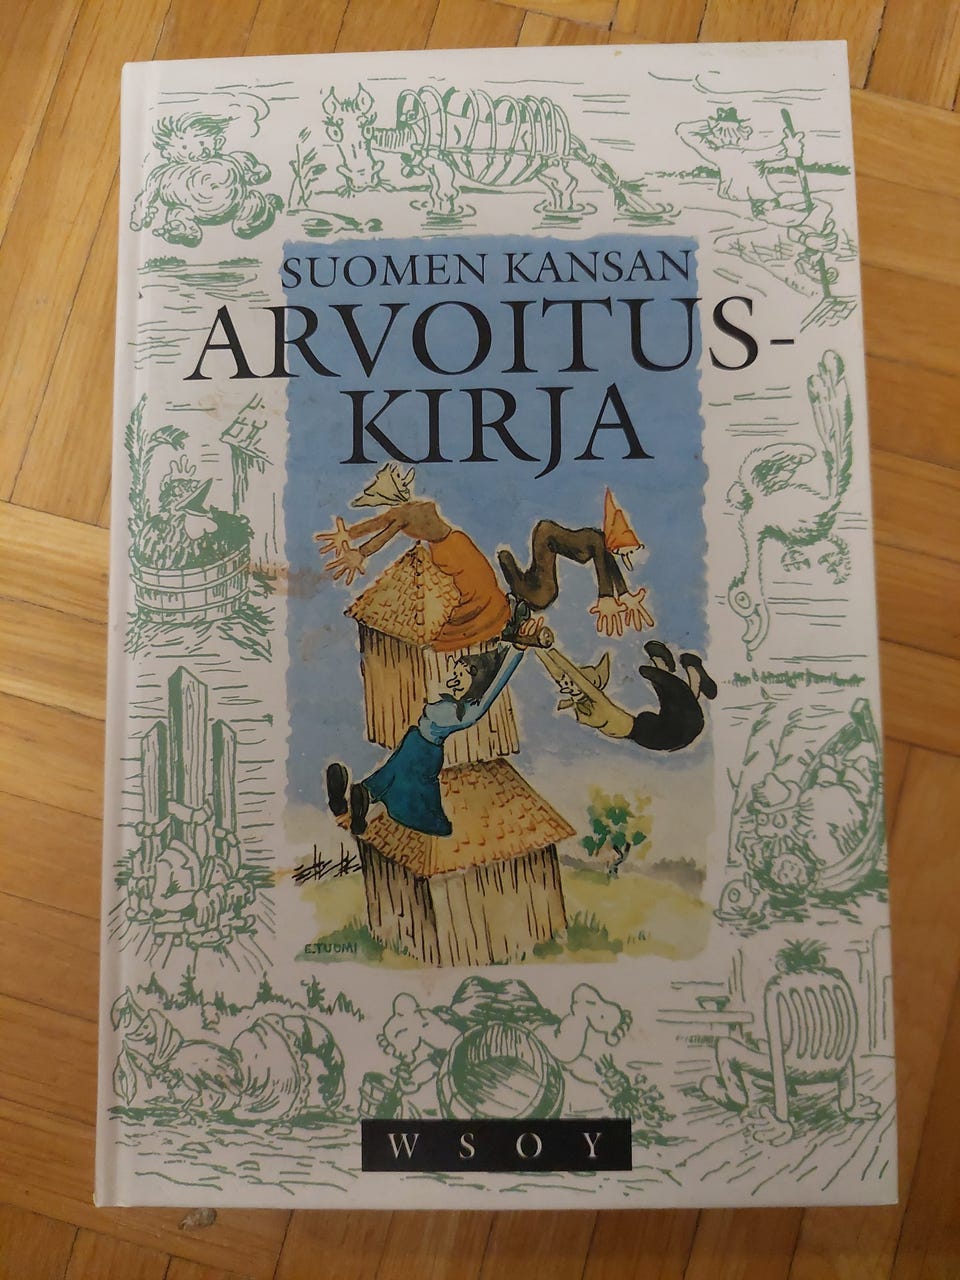 SUOMEN KANSAN
ARVOITUS-
KIRJA
E.TUOMI
WSOY